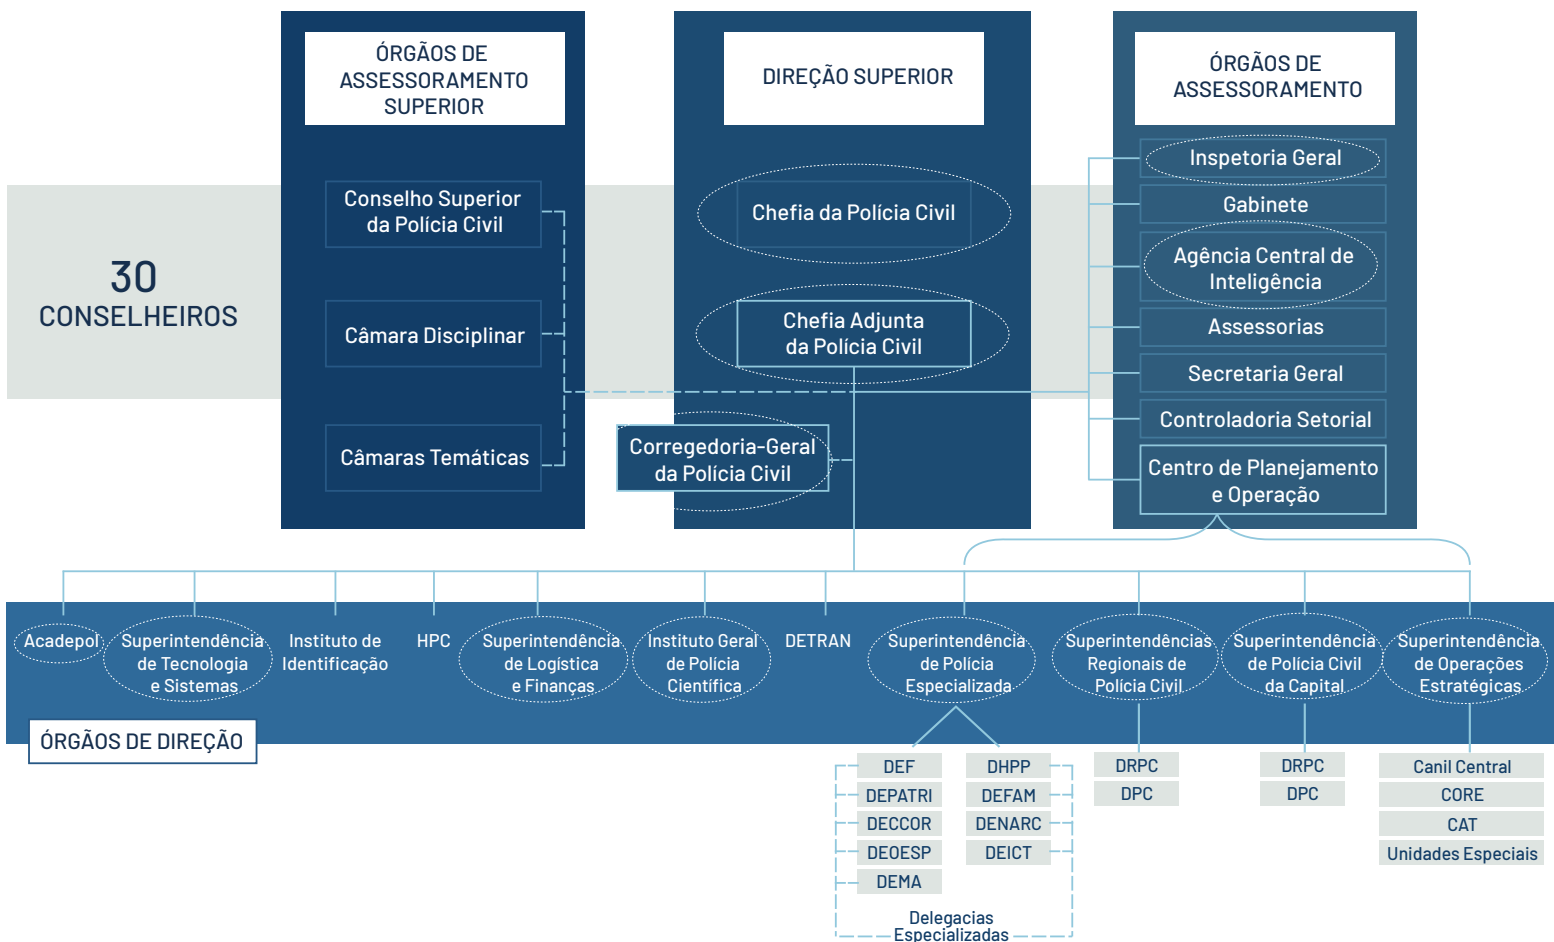 ÓRGÃOS DE
ASSESSORAMENTO
SUPERIOR
DIREÇÃO SUPERIOR
ÓRGÃOS DE
ASSESSORAMENTO
30
CONSELHEIROS
Conselho Superior
da Polícia Civil
Câmara Disciplinar
Câmaras Temáticas
Chefia da Polícia Civil
Chefia Adjunta
da Polícia Civil
Corregedoria-Geral
da Polícia Civil
Inspetoria Geral
Gabinete
Agência Central de
Inteligência
Assessorias
Secretaria Geral
Controladoria Setorial
Centro de Planejamento
e Operação
Acadepol
Superintendência
de Tecnologia
e Sistemas
Instituto de
Identificação
HPC
Superintendência
de Logística
e Finanças
Instituto Geral
de Polícia
Científica
DETRAN
Superintendência
de Polícia
Especializada
Superintendências
Regionais de
Polícia Civil
Superintendência
de Polícia Civil
da Capital
Superintendência
de Operações
Estratégicas
ÓRGÃOS DE DIREÇÃO
DEF
DEPATRI
DECCOR
DEOESP
DEMA
DHPP
DEFAM
DENARC
DEICT
Delegacias
Especializadas
DRPC
DPC
DRPC
DPC
Canil Central
CORE
CAT
Unidades Especiais